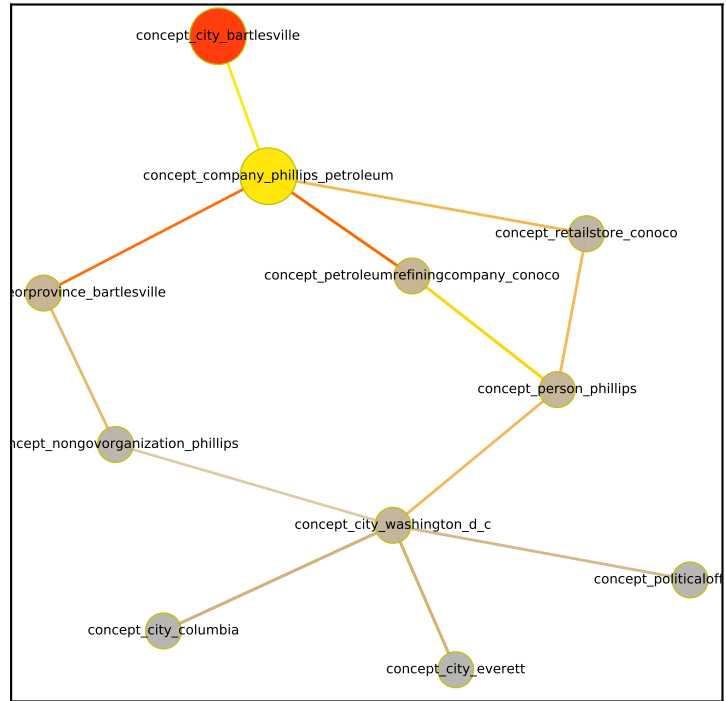 concept_city_bartlesville
concept_company_phillips_petroleum
concept_retailstore_conoco
concept_petroleumrefiningcompany_conoco
eorprovince_bartlesville
concept_person_phillips
ncept_nongovorganization_phillips
concept_city_washington_d_c
concept_politicaloff
concept_city_columbia
concept_city_everett